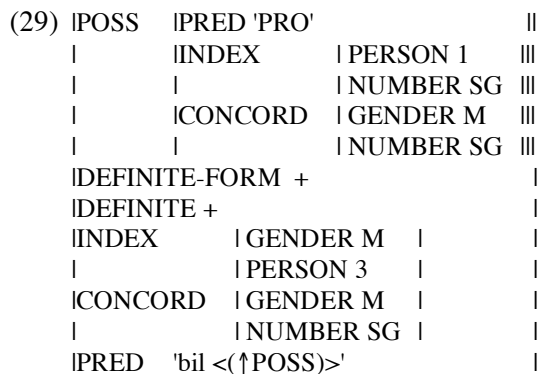 (29) |POSS |PRED 'PRO' ||
| |INDEX | PERSON 1 |||
| | | NUMBER SG |||
| |CONCORD | GENDER M |||
| | | NUMBER SG |||
|DEFINITE-FORM + |
|DEFINITE + |
|INDEX | GENDER M | |
| | PERSON 3 | |
|CONCORD | GENDER M | |
| | NUMBER SG | |
|PRED 'bil <(↑POSS)>' |